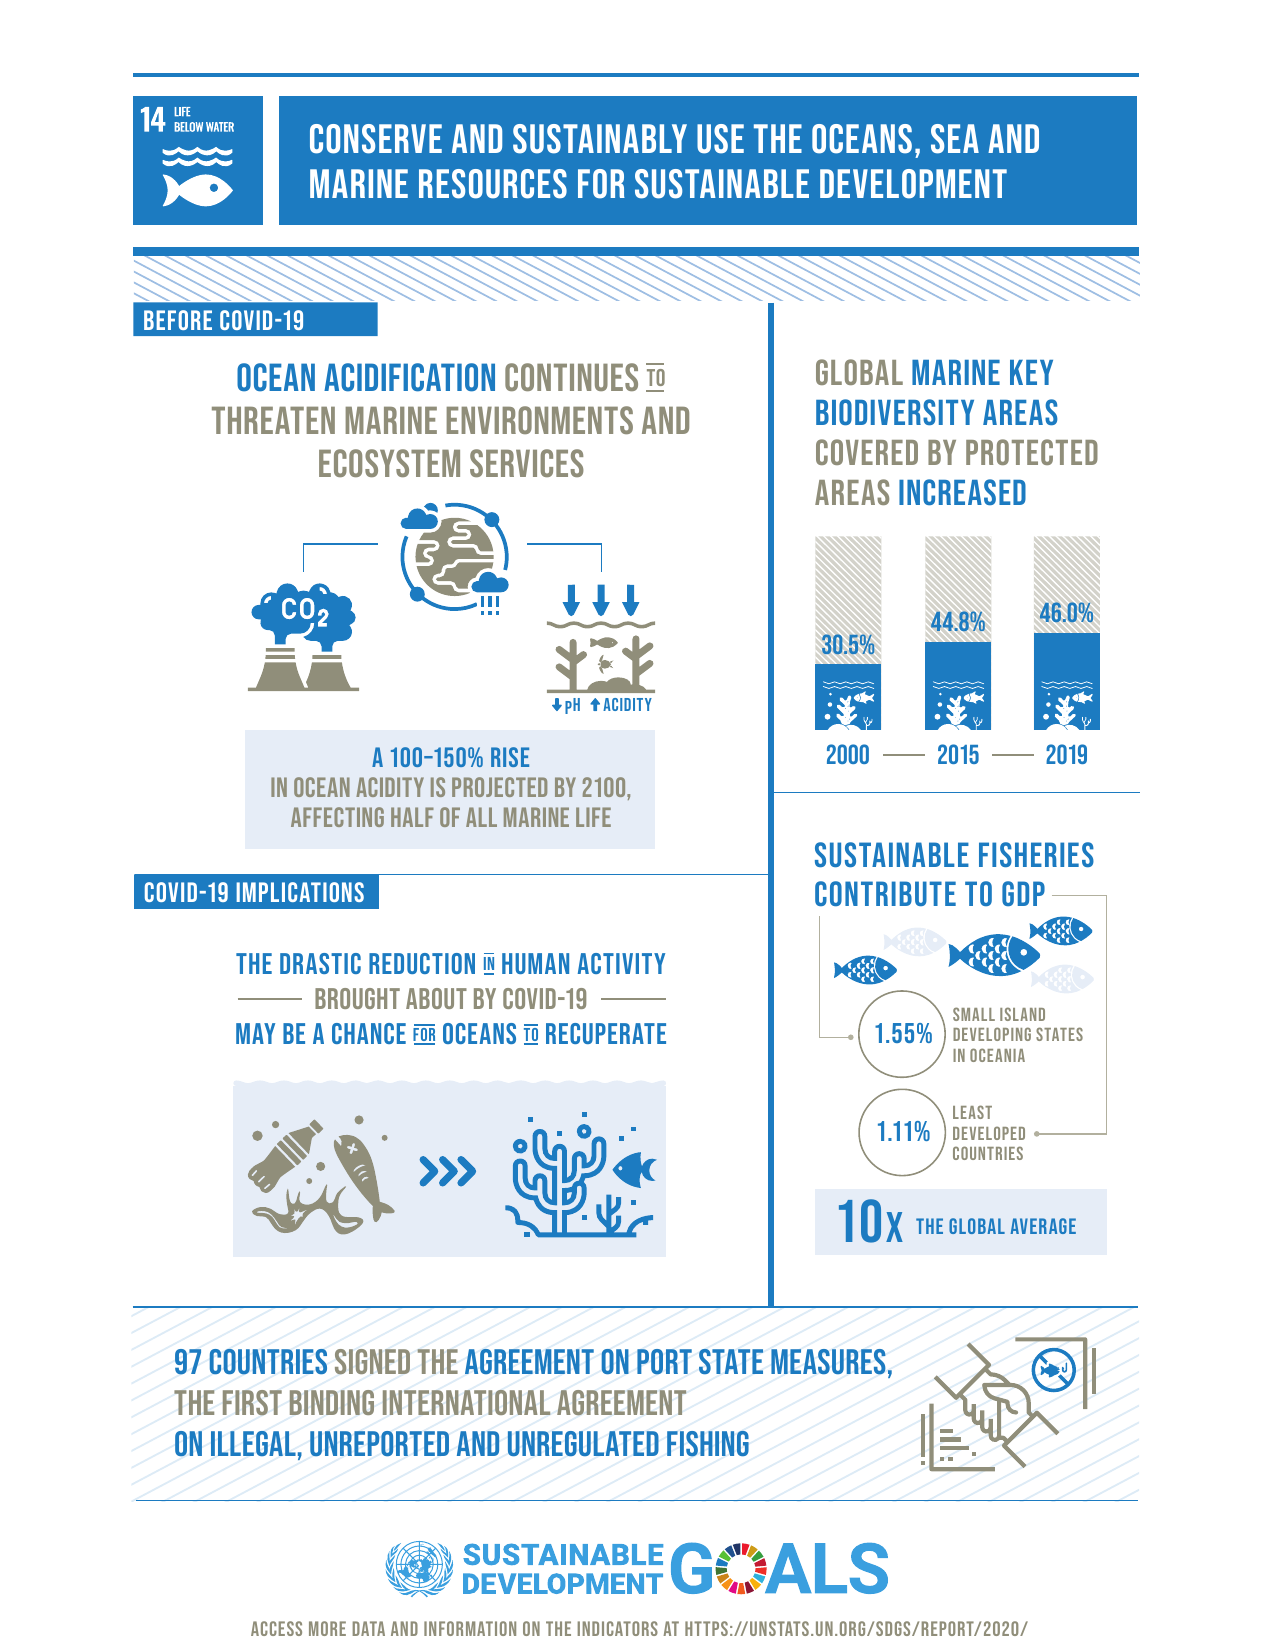 14 LIFE
BELOW WATER
CONSERVE AND SUSTAINABLY USE THE OCEANS, SEA AND
MARINE RESOURCES FOR SUSTAINABLE DEVELOPMENT
BEFORE COVID-19
OCEAN ACIDIFICATION CONTINUES TO
THREATEN MARINE ENVIRONMENTS AND
ECOSYSTEM SERVICES
CO2
pH ACIDITY
A 100–150% RISE
IN OCEAN ACIDITY IS PROJECTED BY 2100,
AFFECTING HALF OF ALL MARINE LIFE
COVID-19 IMPLICATIONS
THE DRASTIC REDUCTION IN HUMAN ACTIVITY
BROUGHT ABOUT BY COVID-19
MAY BE A CHANCE FOR OCEANS TO RECUPERATE
GLOBAL MARINE KEY
BIODIVERSITY AREAS
COVERED BY PROTECTED
AREAS INCREASED
30.5% 44.8% 46.0%
2000 2015 2019
SUSTAINABLE FISHERIES
CONTRIBUTE TO GDP
1.55%
SMALL ISLAND
DEVELOPING STATES
IN OCEANIA
1.11%
LEAST
DEVELOPED
COUNTRIES
10X THE GLOBAL AVERAGE
97 COUNTRIES SIGNED THE AGREEMENT ON PORT STATE MEASURES,
THE FIRST BINDING INTERNATIONAL AGREEMENT
ON ILLEGAL, UNREPORTED AND UNREGULATED FISHING
SUSTAINABLE
DEVELOPMENT GOALS
ACCESS MORE DATA AND INFORMATION ON THE INDICATORS AT HTTPS://UNSTATS.UN.ORG/SDGS/REPORT/2020/